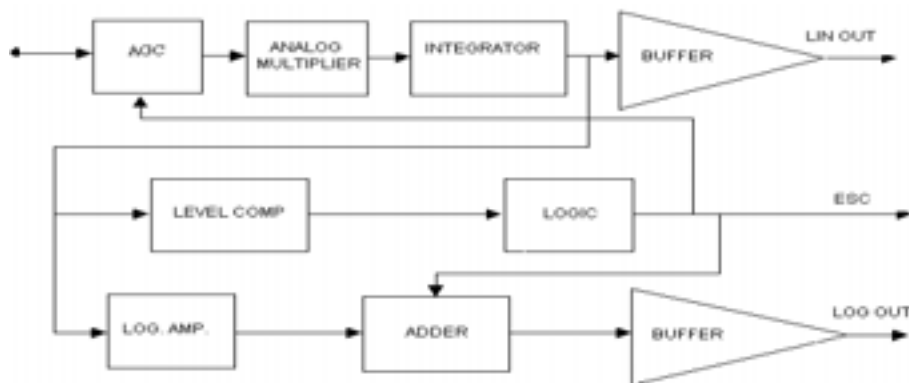 AGC
ANALOG
MULTIPLIER
INTEGRATOR
BUFFER
LIN OUT
LEVEL COMP
LOGIC
ESC
LOG. AMP.
ADDER
BUFFER
LOG OUT